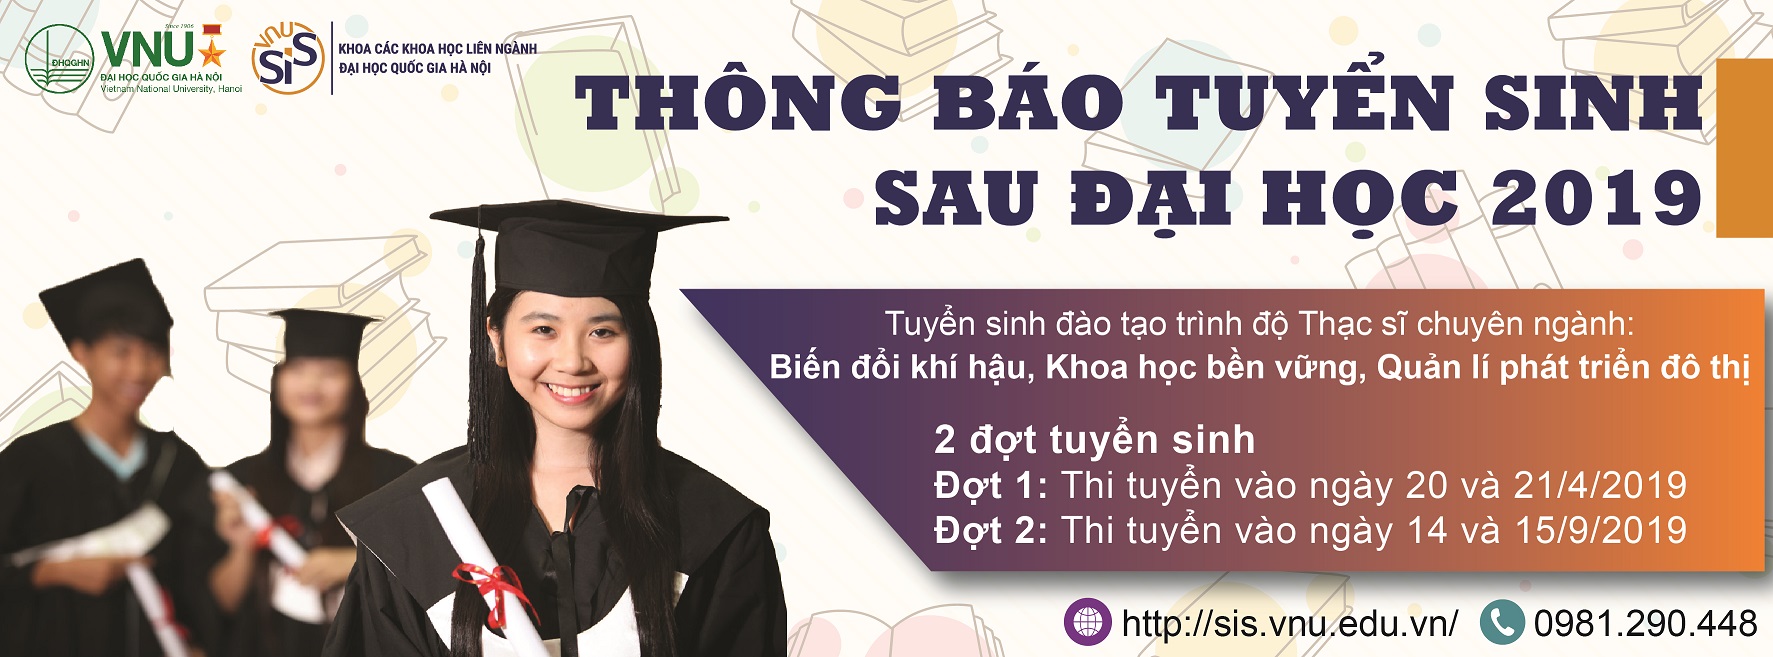 Since 1906
ĐHQGHN
VNU
ĐẠI HỌC QUỐC GIA HÀ NỘI
Vietnam National University, Hanoi
VNU
SIS
KHOA CÁC KHOA HỌC LIÊN NGÀNH
ĐẠI HỌC QUỐC GIA HÀ NỘI
THÔNG BÁO TUYỂN SINH
SAU ĐẠI HỌC 2019
Tuyển sinh đào tạo trình độ Thạc sĩ chuyên ngành:
Biến đổi khí hậu, Khoa học bền vững, Quản lí phát triển đô thị
2 đợt tuyển sinh
Đợt 1: Thi tuyển vào ngày 20 và 21/4/2019
Đợt 2: Thi tuyển vào ngày 14 và 15/9/2019
http://sis.vnu.edu.vn/ 0981.290.448